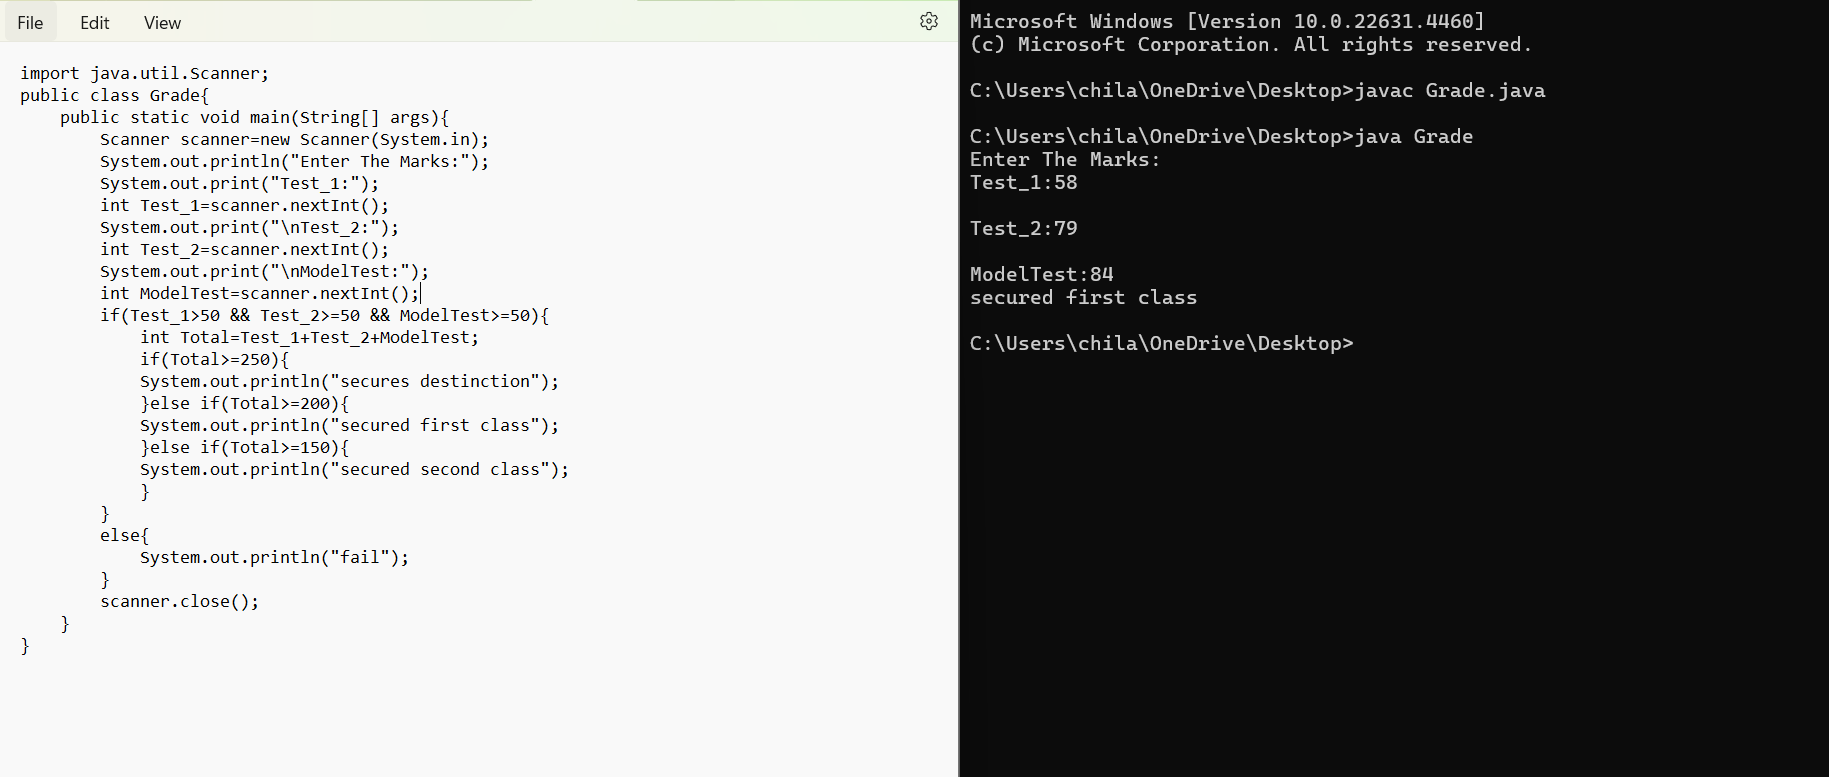 File Edit View
import java.util.Scanner;
public class Grade{
    public static void main(String[] args){
        Scanner scanner=new Scanner(System.in);
        System.out.println("Enter The Marks:");
        System.out.print("Test_1:");
        int Test_1=scanner.nextInt();
        System.out.print("\nTest_2:");
        int Test_2=scanner.nextInt();
        System.out.print("\nModelTest:");
        int ModelTest=scanner.nextInt();
        if(Test_1>50 && Test_2>=50 && ModelTest>=50){
            int Total=Test_1+Test_2+ModelTest;
            if(Total>=250){
            System.out.println("secures destinction");
            }else if(Total>=200){
            System.out.println("secured first class");
            }else if(Total>=150){
            System.out.println("secured second class");
            }
        }
        else{
            System.out.println("fail");
        }
        scanner.close();
    }
}
Microsoft Windows [Version 10.0.22631.4460]
(c) Microsoft Corporation. All rights reserved.
C:\Users\chila\OneDrive\Desktop>javac Grade.java
C:\Users\chila\OneDrive\Desktop>java Grade
Enter The Marks:
Test_1:58
Test_2:79
ModelTest:84
secured first class
C:\Users\chila\OneDrive\Desktop>